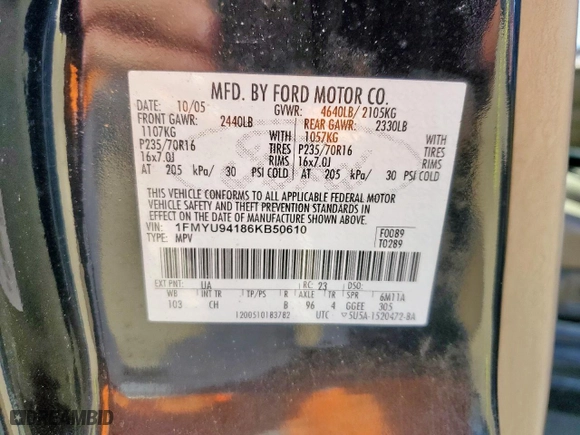 MFD. BY FORD MOTOR CO.
DATE: 10/05 GVWR: 4640LB/2105KG
FRONT GAWR: 2440LB REAR GAWR: 2330LB
1107KG WITH 1057KG WITH
P235/70R16 TIRES P235/70R16 TIRES
16x7.0J RIMS 16x7.0J RIMS
AT 205 kPa/ 30 PSI COLD AT 205 kPa/ 30 PSI COLD
THIS VEHICLE CONFORMS TO ALL APPLICABLE FEDERAL MOTOR
VEHICLE SAFETY AND THEFT PREVENTION STANDARDS IN
EFFECT ON THE DATE OF MANUFACTURE SHOWN ABOVE.
VIN: 1FMYU94186KB50610 F0089
TYPE: MPV T0289
EXT PNT: UA RC: 23 DSO:
WB INT TR TP/PS R AXLE TR SPR 6M11A
103 CH B 96 4 GGEE 305
1200510183782 UTC 5U5A-1520472-BA
DREAMBID